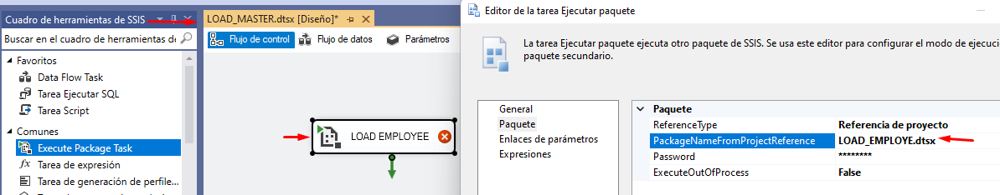 Cuadro de herramientas de SSIS
Buscar en el cuadro de herramientas de
Favoritos
Data Flow Task
Tarea Ejecutar SQL
Tarea Script
Comunes
Execute Package Task
fx Tarea de expresión
Tarea de generación de perfile...
LOAD_MASTER.dtsx [Diseño]*
Flujo de control
Flujo de datos
Parámetros
LOAD EMPLOYEE
Editor de la tarea Ejecutar paquete
La tarea Ejecutar paquete ejecuta otro paquete de SSIS. Se usa este editor para configurar el modo de ejecuci
paquete secundario.
General
Paquete
Enlaces de parámetros
Expresiones
Paquete
ReferenceType Referencia de proyecto
PackageNameFromProjectReference LOAD_EMPLOYE.dtsx
Password ********
ExecuteOutOfProcess False